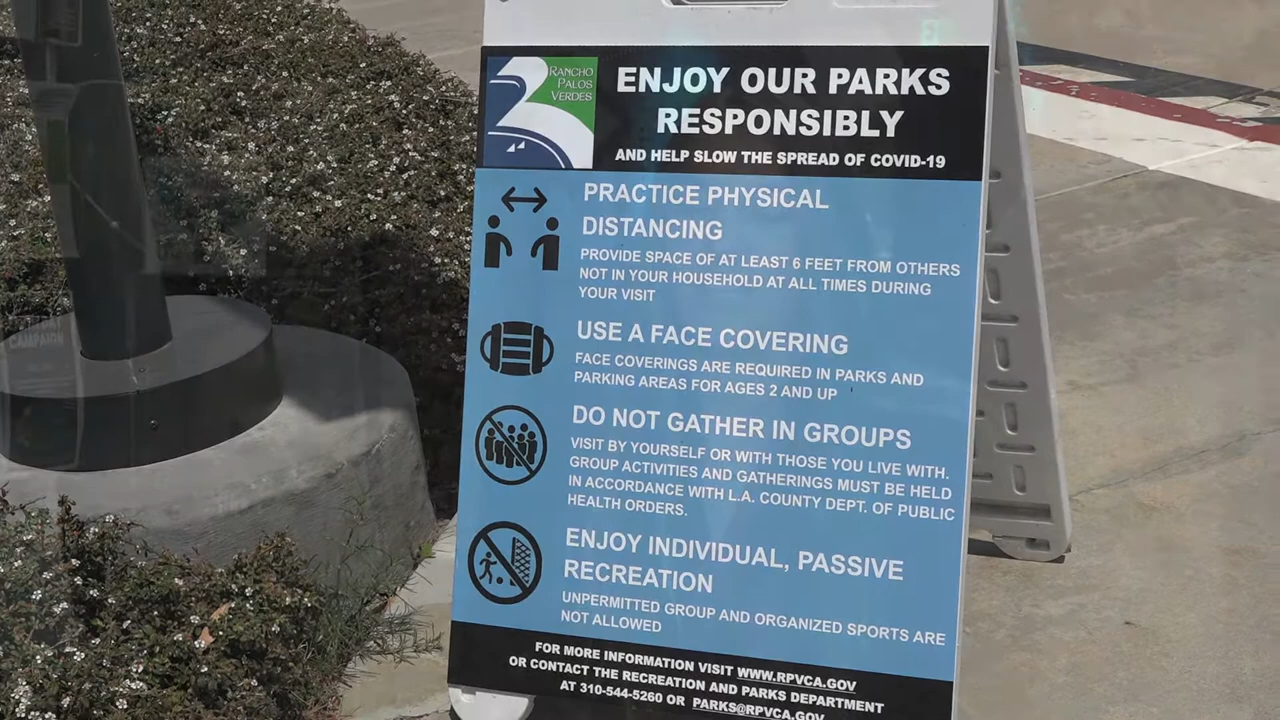 RANCHO
PALOS
VERDES
ENJOY OUR PARKS
RESPONSIBLY
AND HELP SLOW THE SPREAD OF COVID-19
PRACTICE PHYSICAL
DISTANCING
PROVIDE SPACE OF AT LEAST 6 FEET FROM OTHERS
NOT IN YOUR HOUSEHOLD AT ALL TIMES DURING
YOUR VISIT
USE A FACE COVERING
FACE COVERINGS ARE REQUIRED IN PARKS AND
PARKING AREAS FOR AGES 2 AND UP
DO NOT GATHER IN GROUPS
VISIT BY YOURSELF OR WITH THOSE YOU LIVE WITH.
GROUP ACTIVITIES AND GATHERINGS MUST BE HELD
IN ACCORDANCE WITH L.A. COUNTY DEPT. OF PUBLIC
HEALTH ORDERS.
ENJOY INDIVIDUAL, PASSIVE
RECREATION
UNPERMITTED GROUP AND ORGANIZED SPORTS ARE
NOT ALLOWED
FOR MORE INFORMATION VISIT WWW.RPVCA.GOV
OR CONTACT THE RECREATION AND PARKS DEPARTMENT
AT 310-544-5260 OR PARKS@RPVCA.GOV
CAMPAIGN